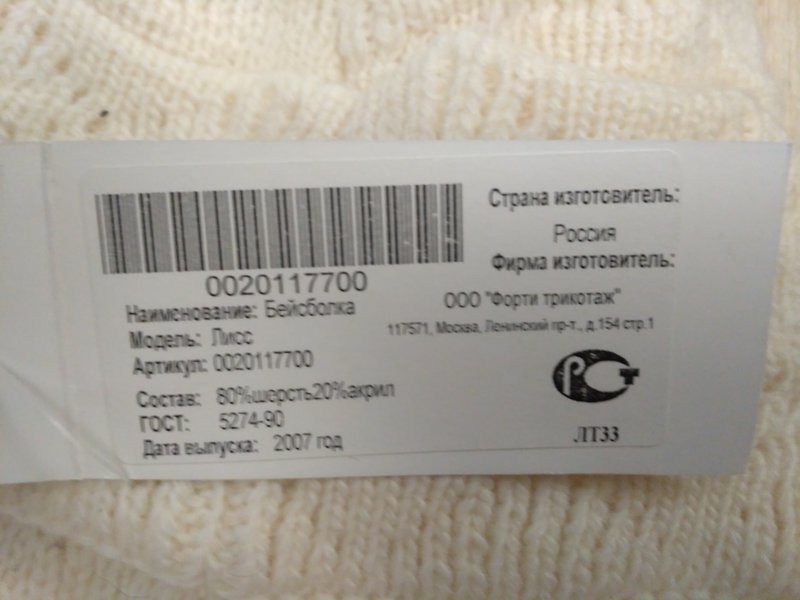 0020117700
Наимснование: Бейсболка
Модель: Лисс
Артикул: 0020117700
Состав: 80%шерсть20%акрил
ГОСТ: 5274-90
Дата выпуска: 2007 год
Страна изготовитель:
Россия
Фирма изготовитель:
ООО "Форти трикотаж"
117571, Москва, Ленинский пр-т., д.154 стр.1
РСТ
ЛТ33